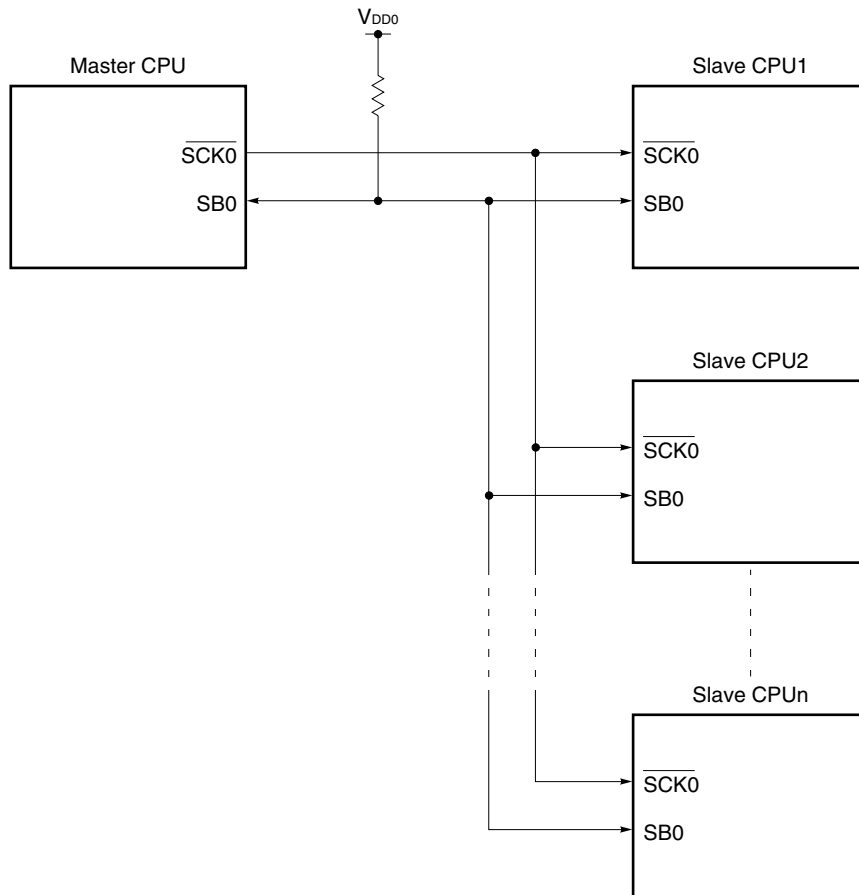 VDD0
Master CPU
SCK0
SB0
Slave CPU1
SCK0
SB0
Slave CPU2
SCK0
SB0
Slave CPUn
SCK0
SB0